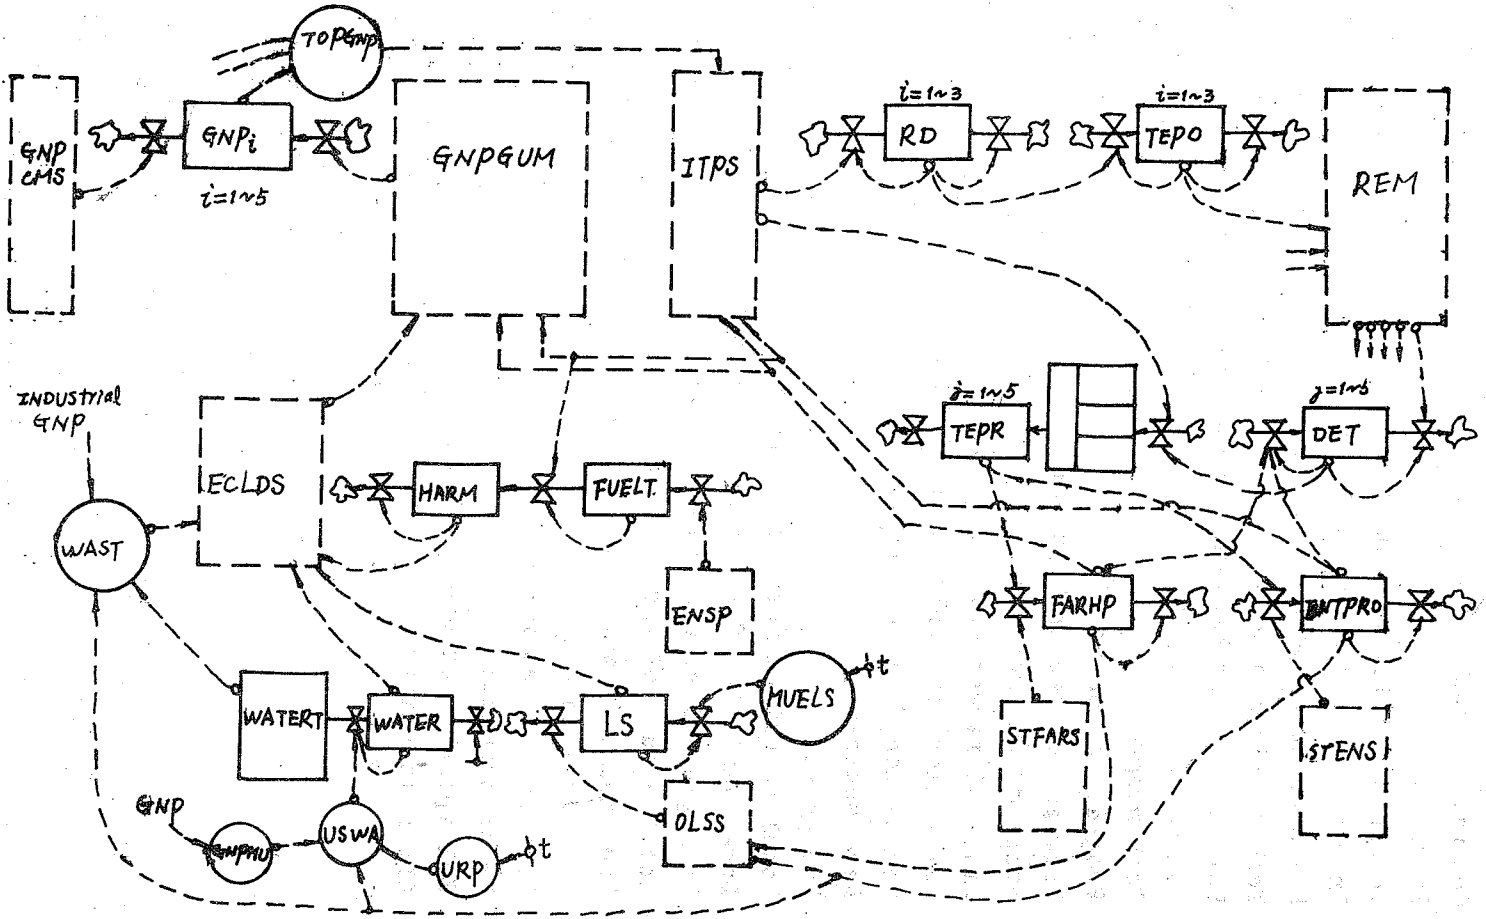 TOPGNP
GNP
CMS
GNPi
i=1~5
GNPGUM
ITPS
i=1~3
RD
i=1~3
TEPO
REM
INDUSTRIAL
GNP
ECLDS
HARM
FUELT.
j=1~5
TEPR
j=1~5
DET
WAST
ENSP
FARHP
ENTPRO
WATERT
WATER
LS
MUELS
t
STFARS
STENS
GNP
GNPMU
USWA
URP
t
OLSS